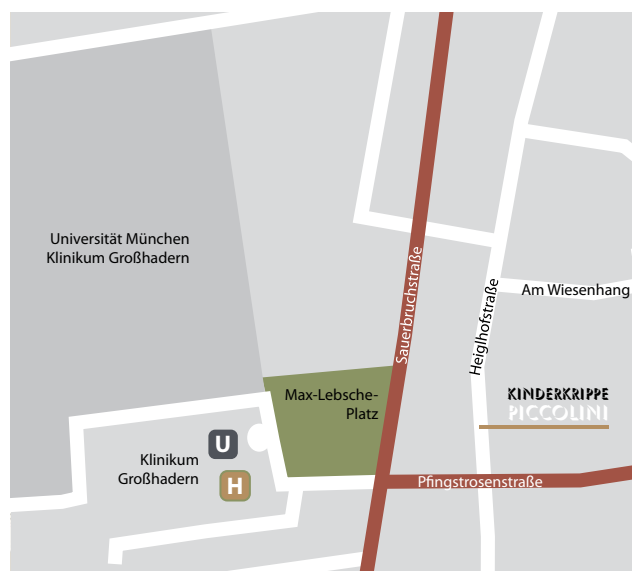 Universität München
Klinikum Großhadern
Sauerbruchstraße
Heiglhofstraße
Am Wiesenhang
Max-Lebsche-
Platz
KINDERKRIPPE
PICCOLINI
Klinikum
Großhadern
U
H
Pfingstrosenstraße